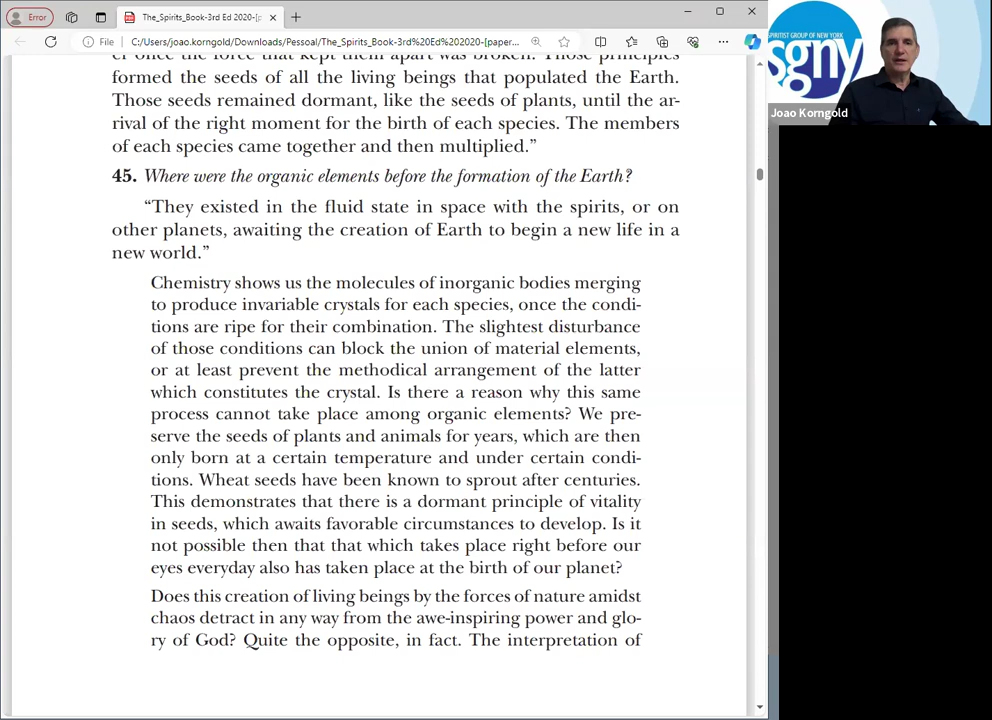 Error
The_Spirits_Book-3rd Ed 2020-[p
File
C:/Users/joao.korngold/Downloads/Pessoal/The_Spirits_Book-3rd%20Ed%202020-[paper...
SPIRITIST GROUP OF NEW YORK
sgny
Joao Korngold
er once the force that kept them apart was broken. Those principles
formed the seeds of all the living beings that populated the Earth.
Those seeds remained dormant, like the seeds of plants, until the ar-
rival of the right moment for the birth of each species. The members
of each species came together and then multiplied.”
45. Where were the organic elements before the formation of the Earth?
“They existed in the fluid state in space with the spirits, or on
other planets, awaiting the creation of Earth to begin a new life in a
new world.”
Chemistry shows us the molecules of inorganic bodies merging
to produce invariable crystals for each species, once the condi-
tions are ripe for their combination. The slightest disturbance
of those conditions can block the union of material elements,
or at least prevent the methodical arrangement of the latter
which constitutes the crystal. Is there a reason why this same
process cannot take place among organic elements? We pre-
serve the seeds of plants and animals for years, which are then
only born at a certain temperature and under certain condi-
tions. Wheat seeds have been known to sprout after centuries.
This demonstrates that there is a dormant principle of vitality
in seeds, which awaits favorable circumstances to develop. Is it
not possible then that that which takes place right before our
eyes everyday also has taken place at the birth of our planet?
Does this creation of living beings by the forces of nature amidst
chaos detract in any way from the awe-inspiring power and glo-
ry of God? Quite the opposite, in fact. The interpretation of